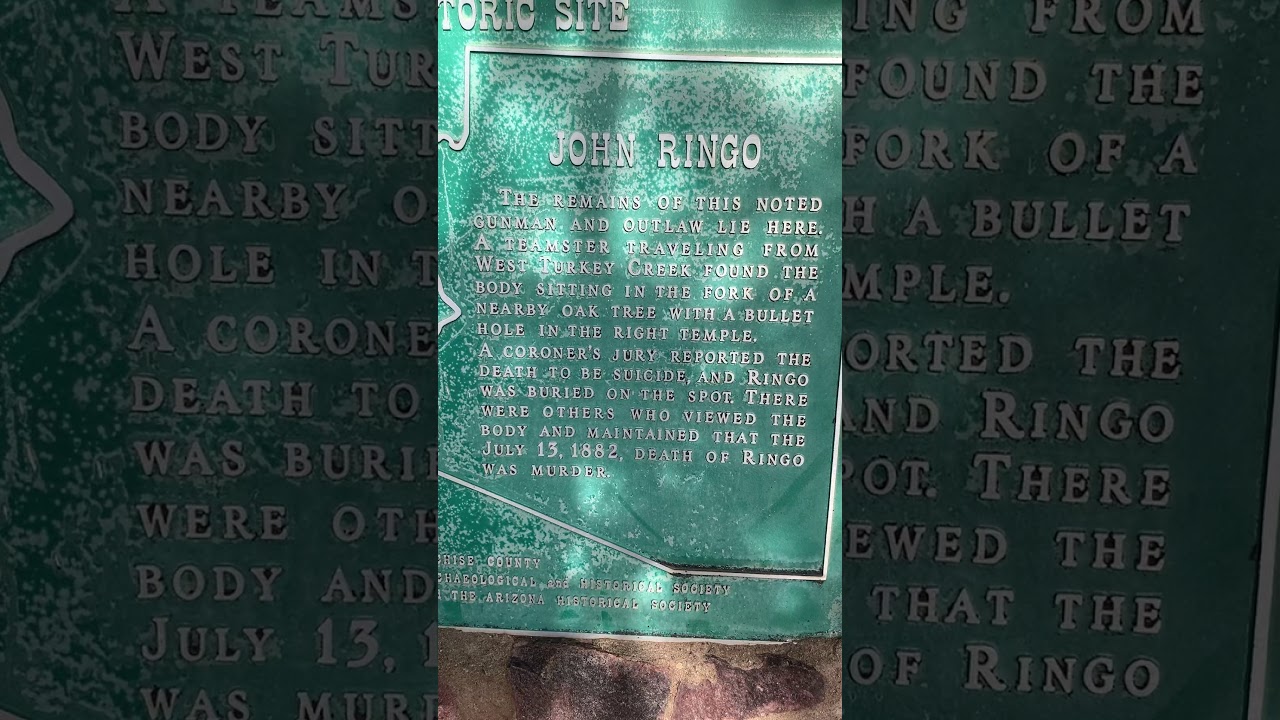 TORIC SITE
JOHN RINGO
THE REMAINS OF THIS NOTED
GUNMAN AND OUTLAW LIE HERE.
A TEAMSTER TRAVELING FROM
WEST TURKEY CREEK FOUND THE
BODY SITTING IN THE FORK OF A
NEARBY OAK TREE WITH A BULLET
HOLE IN THE RIGHT TEMPLE.
A CORONER'S JURY REPORTED THE
DEATH TO BE SUICIDE, AND RINGO
WAS BURIED ON THE SPOT. THERE
WERE OTHERS WHO VIEWED THE
BODY AND MAINTAINED THAT THE
JULY 13, 1882, DEATH OF RINGO
WAS MURDER.
HISE COUNTY
HAEOLOGICAL and HISTORICAL SOCIETY
THE ARIZONA HISTORICAL SOCIETY